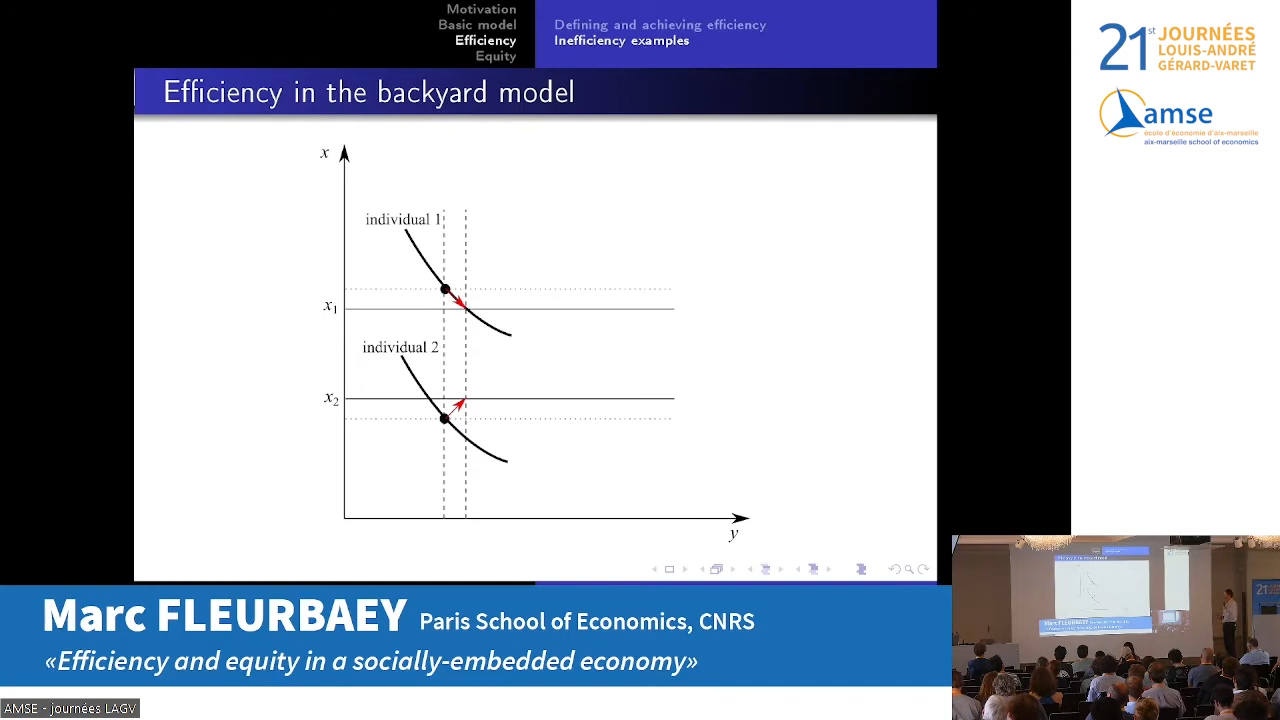 Motivation
Basic model
Efficiency
Equity
Defining and achieving efficiency
Inefficiency examples
Efficiency in the backyard model
x
individual 1
x1
individual 2
x2
y
21st JOURNÉES
LOUIS-ANDRÉ
GÉRARD-VARET
amse
école d'économie d'aix-marseille
aix-marseille school of economics
Marc FLEURBAEY Paris School of Economics, CNRS
«Efficiency and equity in a socially-embedded economy»
AMSE - journées LAGV